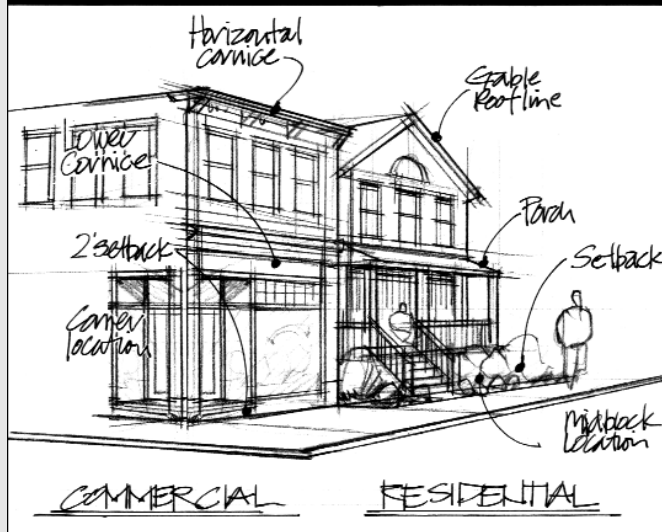 Horizontal
cornice
Gable
Roofline
Lower
Cornice
Porch
2' setback
Setback
Corner
location
Midblock
Location
COMMERCIAL
RESIDENTIAL